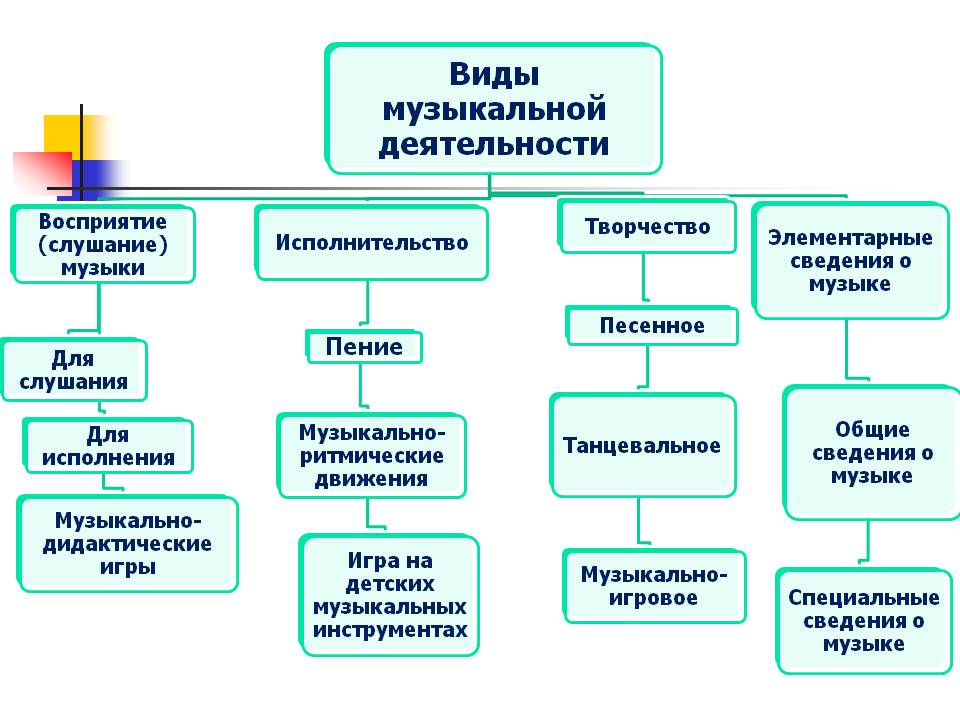 Виды
музыкальной
деятельности
Восприятие
(слушание)
музыки
Для
слушания
Для
исполнения
Музыкально-
дидактические
игры
Исполнительство
Пение
Музыкально-
ритмические
движения
Игра на
детских
музыкальных
инструментах
Творчество
Песенное
Танцевальное
Музыкально-
игровое
Элементарные
сведения о
музыке
Общие
сведения о
музыке
Специальные
сведения о
музыке